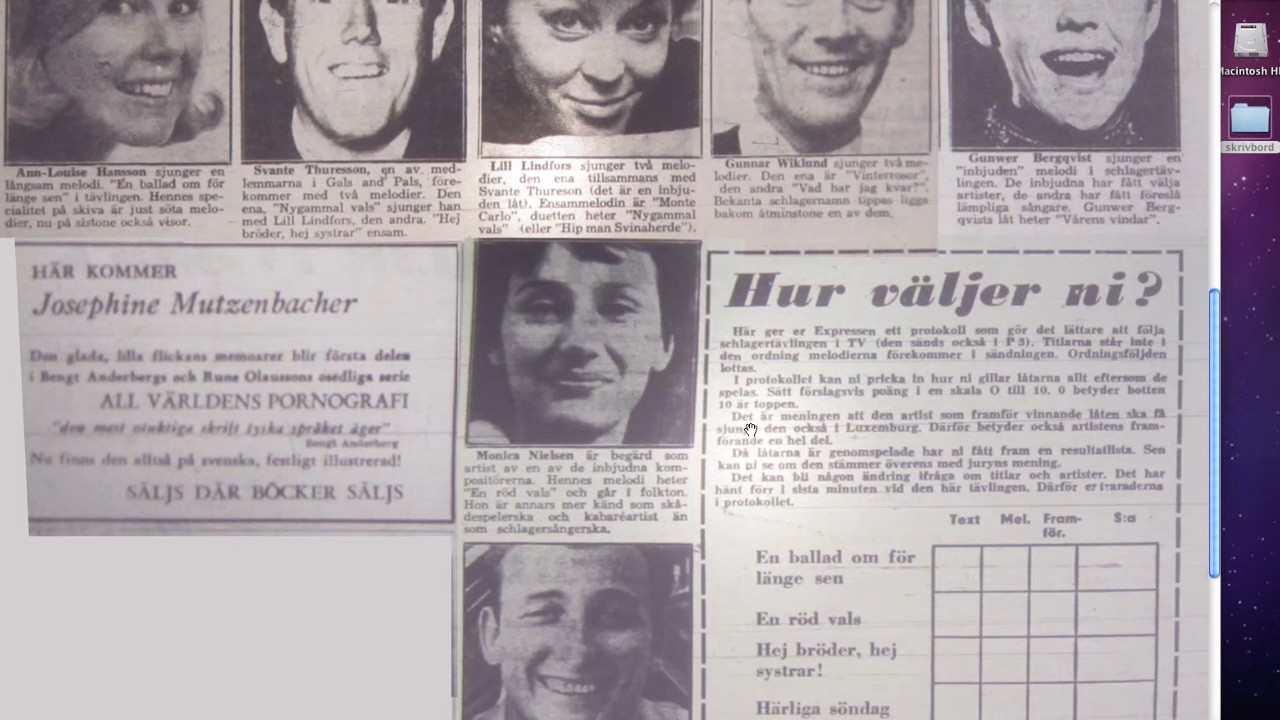 Ann-Louise Hansson sjunger en
långsam melodi. "En ballad om för
länge sen" i tävlingen. Hennes spe-
cialitet på skiva är just söta melo-
dier, nu på sistone också visor.
Svante Thuresson, en av med-
lemmarna i Gals and Pals, före-
kommer med två melodier. Den
ena, "Nygammal vals" sjunger han
med Lill Lindfors, den andra. "Hej
bröder, hej systrar" ensam.
Lill Lindfors sjunger två melo-
dier, den ena tillsammans med
Svante Thureson (det är en inbju-
den låt). Ensammelodin är "Monte
Carlo", duetten heter "Nygammal
vals" (eller "Hip man Svinaherde").
Gunnar Wiklund sjunger två me-
lodier. Den ena är "Vinterrosor",
den andra "Vad har jag kvar?".
Bekanta schlagernamn tippas ligga
bakom åtminstone en av dem.
Gunwer Bergqvist sjunger en
"inbjuden" melodi i schlagertäv-
lingen. De inbjudna har fått välja
artister, de andra har fått föreslå
lämpliga sångare. Gunwer Berg-
qvists låt heter "Vårens vindar".
HÄR KOMMER
Josephine Mutzenbacher
Den glada, lilla flickans memoarer blir första delen
i Bengt Anderbergs och Rune Olaussons osedliga serie
ALL VÄRLDENS PORNOGRAFI
"den mest otuktiga skrift tyska språket äger"
Bengt Anderberg
Nu finns den alltså på svenska, festligt illustrerad!
SÄLJS DÄR BÖCKER SÄLJS
Monica Nielsen är begärd som
artist av en av de inbjudna kom-
positörerna. Hennes melodi heter
"En röd vals" och går i folkton.
Hon är annars mer känd som skå-
despelerska och kabaréartist än
som schlagersångerska.
Hur väljer ni?
Här ger er Expressen ett protokoll som gör det lättare att följa
schlagertävlingen i TV (den sänds också i P 3). Titlarna står inte i
den ordning melodierna förekommer i sändningen. Ordningsföljden
lottas.
I protokollet kan ni pricka in hur ni gillar låtarna allt eftersom de
spelas. Sätt förslagsvis poäng i en skala O till 10. 0 betyder botten
10 är toppen.
Det är meningen att den artist som framför vinnande låten ska få
sjunga den också i Luxemburg. Därför betyder också artistens fram-
förande en hel del.
Då låtarna är genomspelade har ni fått fram en resultatlista. Sen
kan ni se om den stämmer överens med juryns mening.
Det kan bli någon ändring ifråga om titlar och artister. Det har
hänt förr i sista minuten vid den här tävlingen. Därför
i protokollet.
Text Mel. Fram-för. S:a
En ballad om för
länge sen
En röd vals
Hej bröder, hej
systrar!
Härliga söndag
Macintosh H
skrivbord